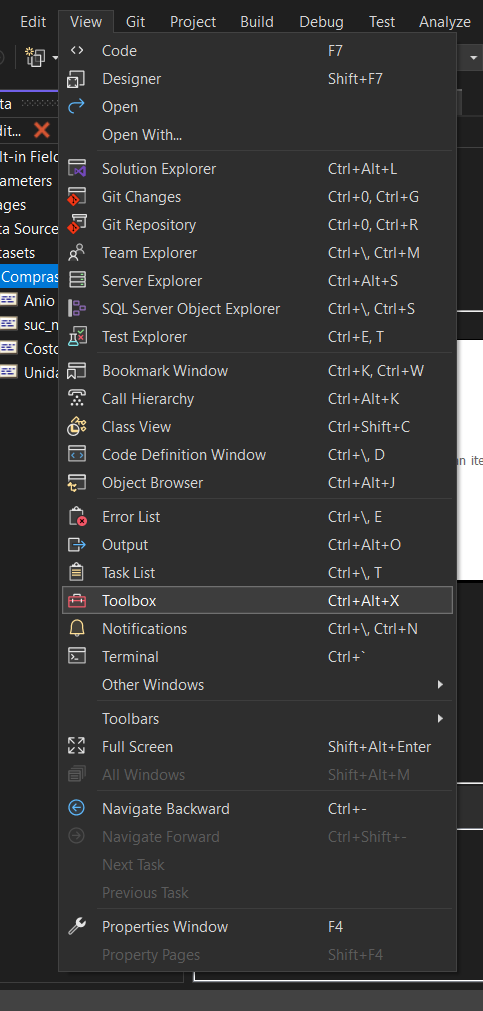 Edit View Git Project Build Debug Test Analyze
Code F7
Designer Shift+F7
Open
Open With...
Solution Explorer Ctrl+Alt+L
Git Changes Ctrl+0, Ctrl+G
Git Repository Ctrl+0, Ctrl+R
Team Explorer Ctrl+\, Ctrl+M
Server Explorer Ctrl+Alt+S
SQL Server Object Explorer Ctrl+\, Ctrl+S
Test Explorer Ctrl+E, T
Bookmark Window Ctrl+K, Ctrl+W
Call Hierarchy Ctrl+Alt+K
Class View Ctrl+Shift+C
Code Definition Window Ctrl+\, D
Object Browser Ctrl+Alt+J
Error List Ctrl+\, E
Output Ctrl+Alt+O
Task List Ctrl+\, T
Toolbox Ctrl+Alt+X
Notifications Ctrl+\, Ctrl+N
Terminal Ctrl+`
Other Windows
Toolbars
Full Screen Shift+Alt+Enter
All Windows Shift+Alt+M
Navigate Backward Ctrl+-
Navigate Forward Ctrl+Shift+-
Next Task
Previous Task
Properties Window F4
Property Pages Shift+F4
ta
dit...
lt-in Field
ameters
ages
ta Source
tasets
Compras
Anio
suc_n
Costo
Unida
an ite